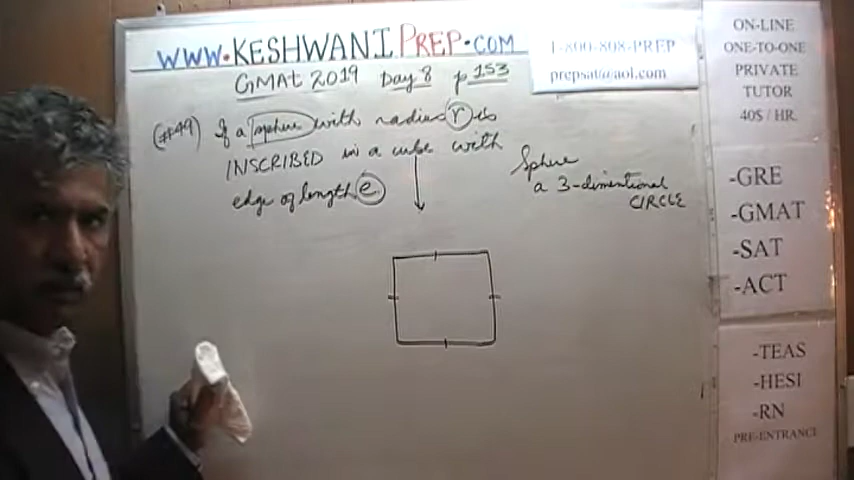 WWW.KESHWANIPREP.COM
GMAT 2019 Day 8 p 153
(#49) If a sphere with radius r is
INSCRIBED in a cube with
edge of length e
Sphere
a 3-dimentional
CIRCLE
1-800-808-PREP
prepsat@aol.com
ON-LINE
ONE-TO-ONE
PRIVATE
TUTOR
40$ / HR.
-GRE
-GMAT
-SAT
-ACT
-TEAS
-HESI
-RN
PRE-ENTRANCE